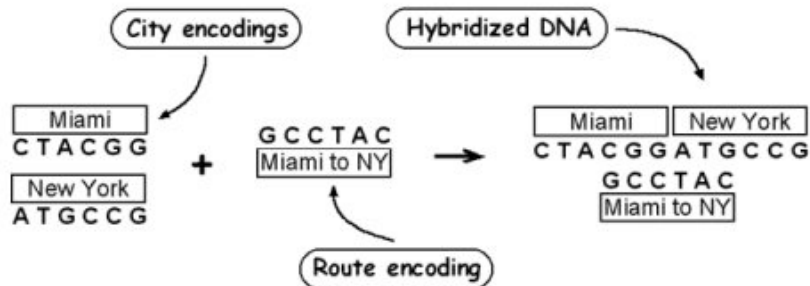 City encodings
Hybridized DNA
Miami
CTACGG
New York
ATGCCG
+
GCCTAC
Miami to NY
Miami New York
CTACGGATGCCG
GCCTAC
Miami to NY
Route encoding